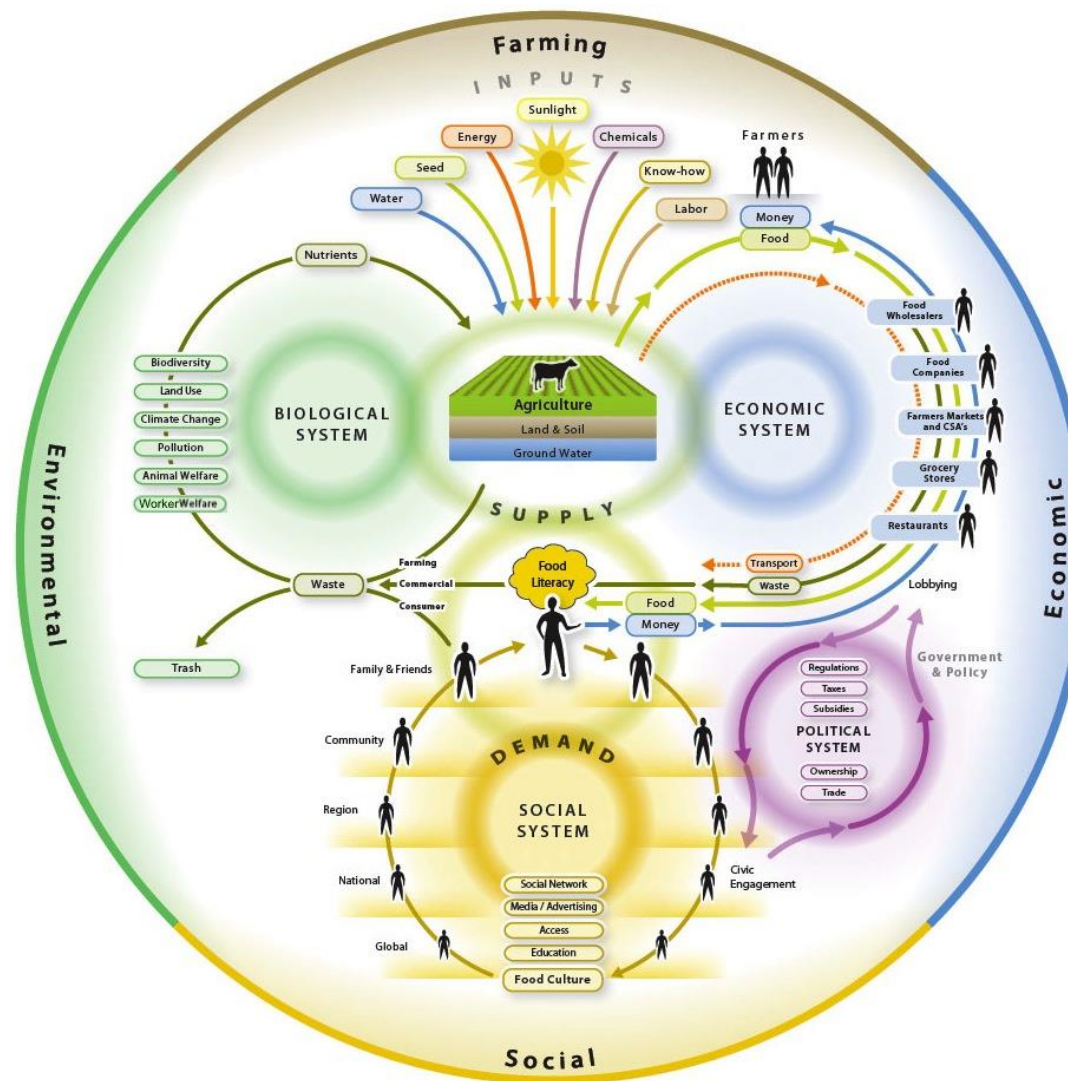 Farming
INPUTS
Sunlight
Energy
Chemicals
Farmers
Seed
Know-how
Water
Labor
Money
Food
Nutrients
Food
Wholesalers
Biodiversity
Land Use
Climate Change
Pollution
Animal Welfare
WorkerWelfare
BIOLOGICAL
SYSTEM
Agriculture
Land & Soil
Ground Water
ECONOMIC
SYSTEM
Food
Companies
Farmers Markets
and CSA's
Grocery
Stores
Restaurants
Environmental
Economic
SUPPLY
Farming
Commercial
Consumer
Waste
Trash
Food
Literacy
Transport
Waste
Food
Money
Lobbying
Government
& Policy
Regulations
Taxes
Subsidies
POLITICAL
SYSTEM
Ownership
Trade
Civic
Engagement
Family & Friends
Community
Region
National
Global
DEMAND
SOCIAL
SYSTEM
Social Network
Media / Advertising
Access
Education
Food Culture
Social